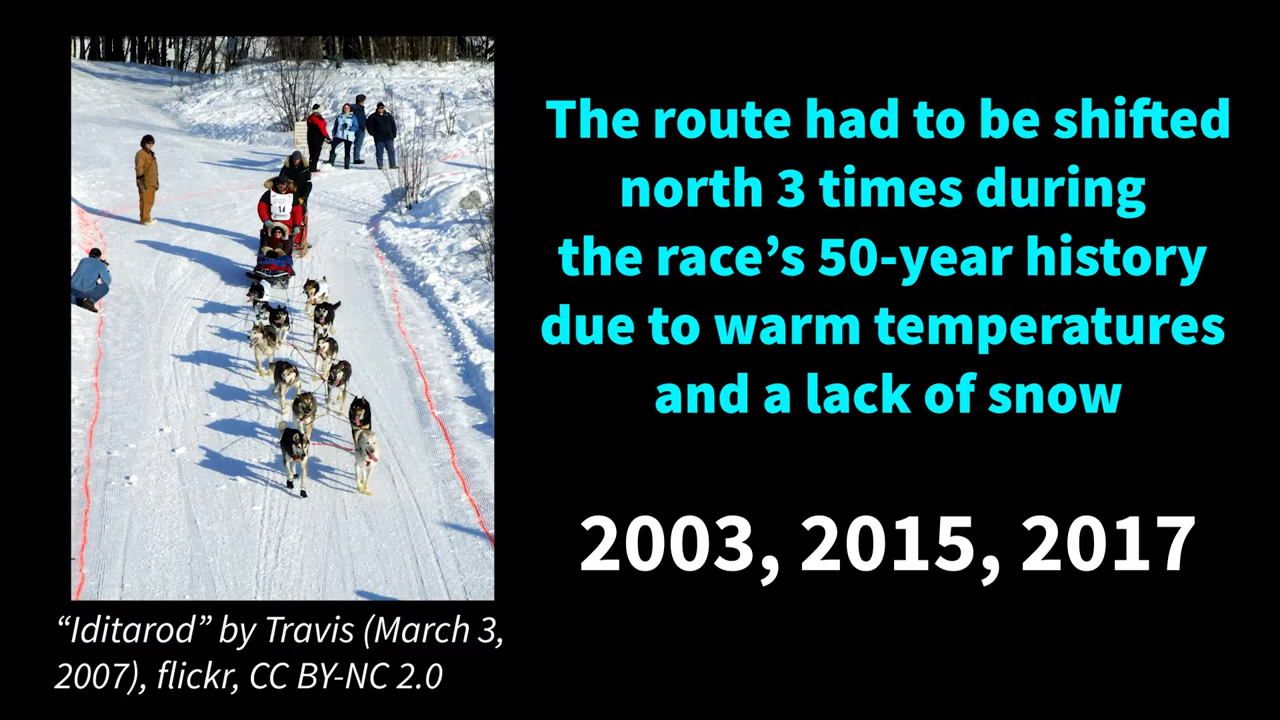 The route had to be shifted
north 3 times during
the race’s 50-year history
due to warm temperatures
and a lack of snow
2003, 2015, 2017
14
“Iditarod” by Travis (March 3,
2007), flickr, CC BY-NC 2.0